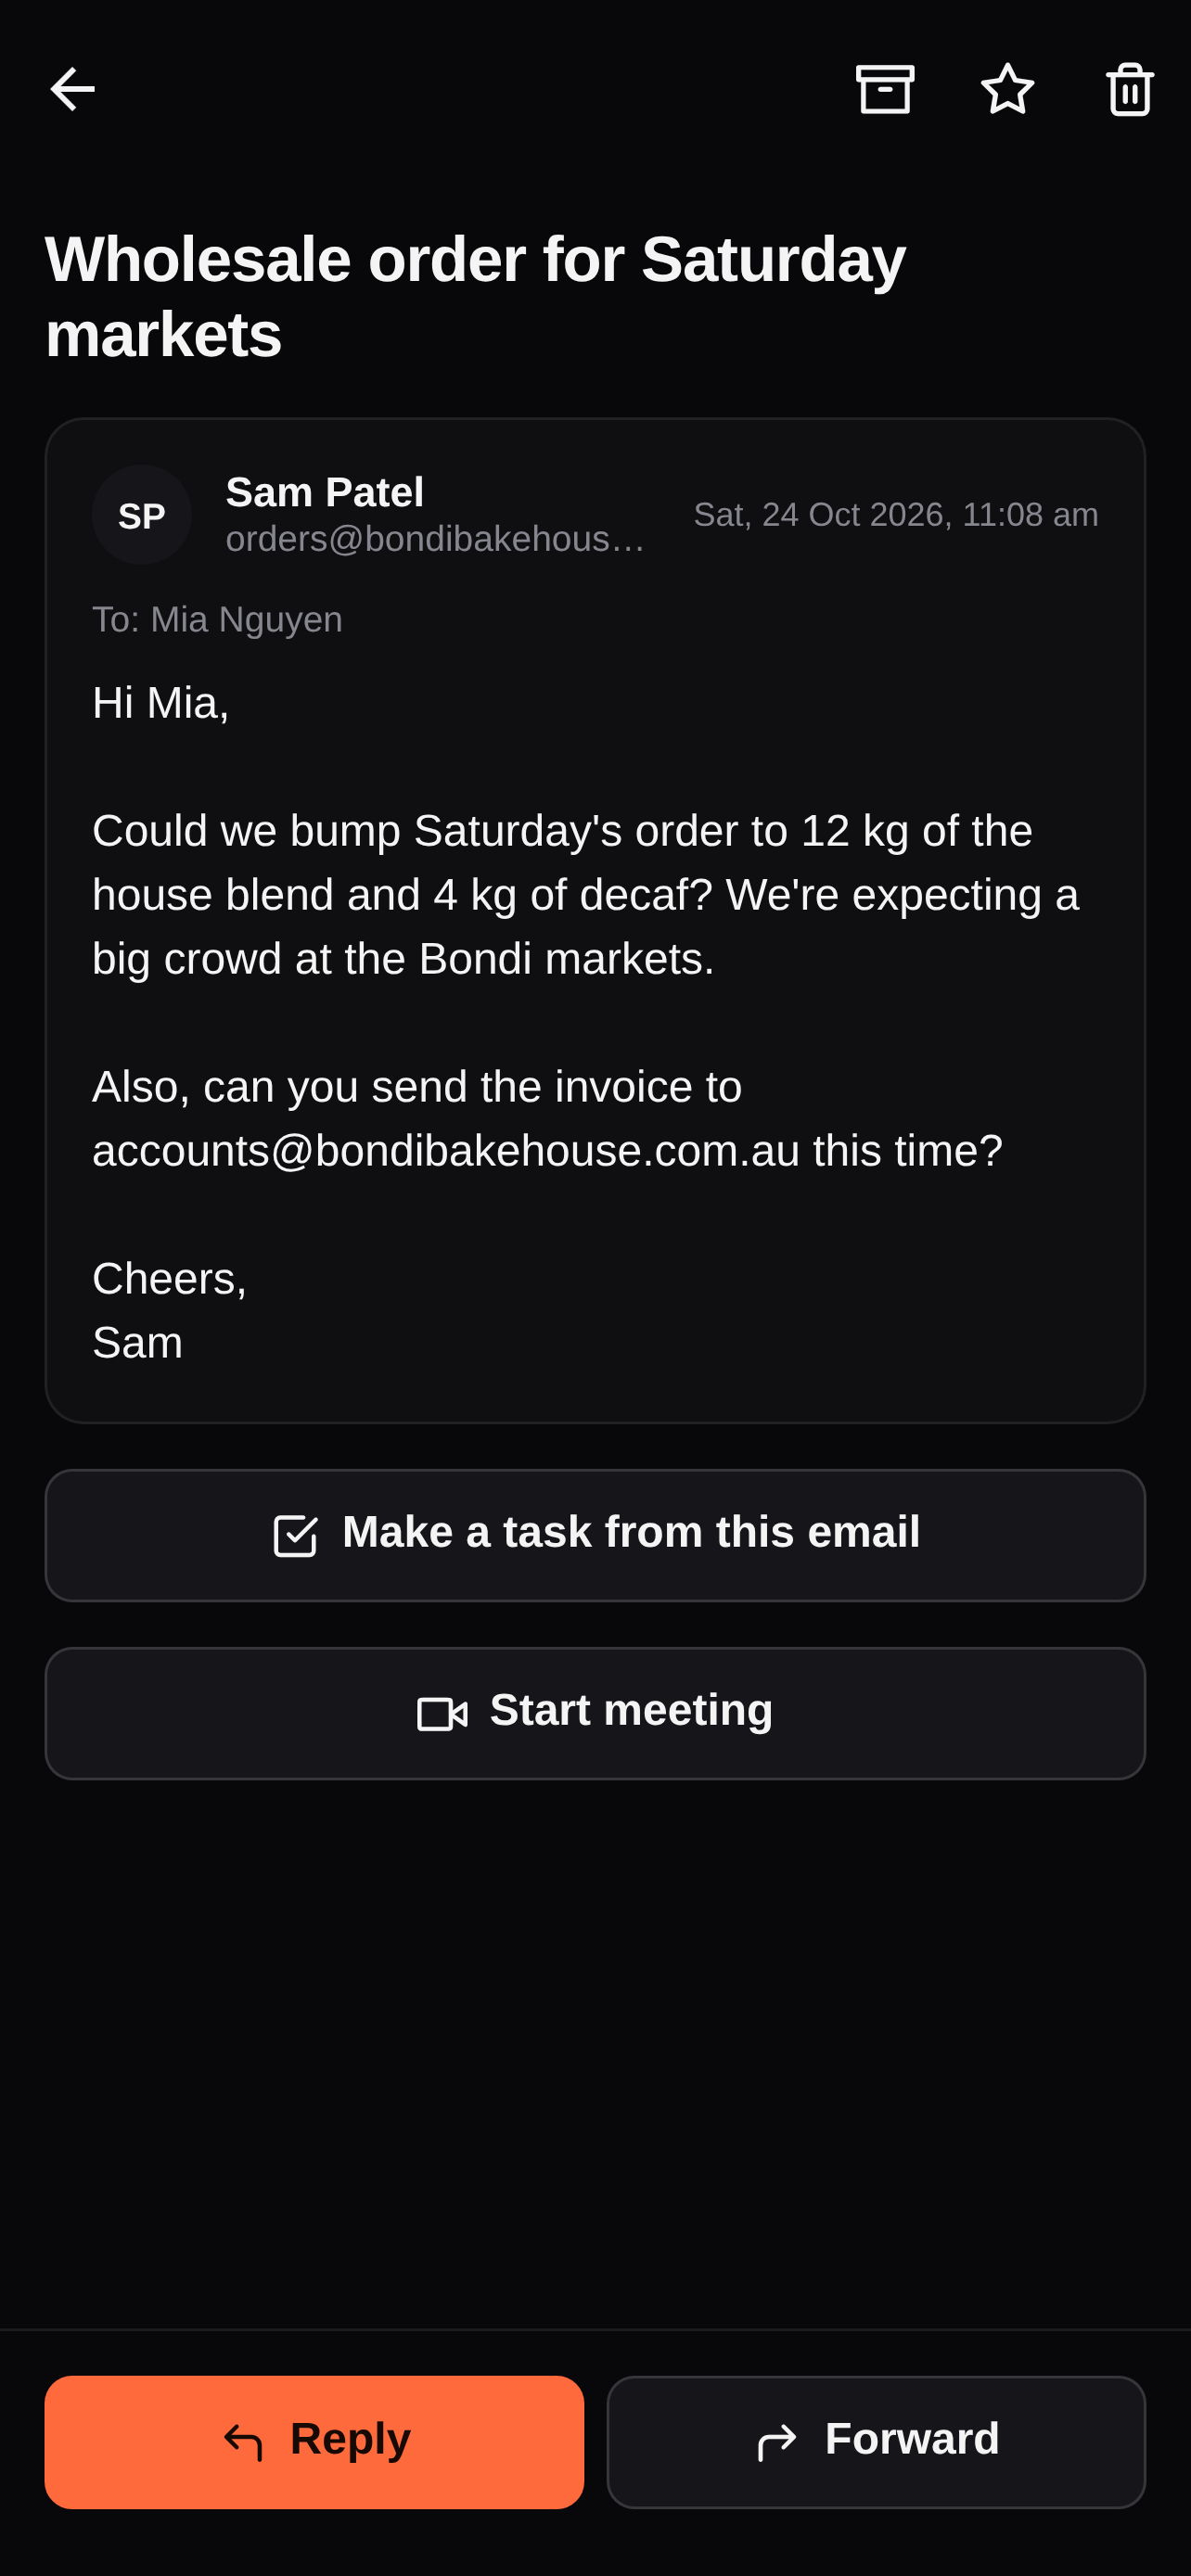 Wholesale order for Saturday
markets
SP
Sam Patel
orders@bondibakehous…
Sat, 24 Oct 2026, 11:08 am
To: Mia Nguyen
Hi Mia,
Could we bump Saturday's order to 12 kg of the
house blend and 4 kg of decaf? We're expecting a
big crowd at the Bondi markets.
Also, can you send the invoice to
accounts@bondibakehouse.com.au this time?
Cheers,
Sam
Make a task from this email
Start meeting
Reply
Forward